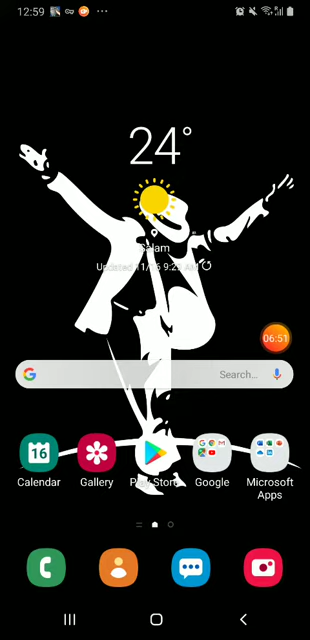 12:59
24°
Salam
Updated 11/16 9:29 AM
06:51
Search...
16
Calendar
Gallery
Play Store
Google
Microsoft Apps